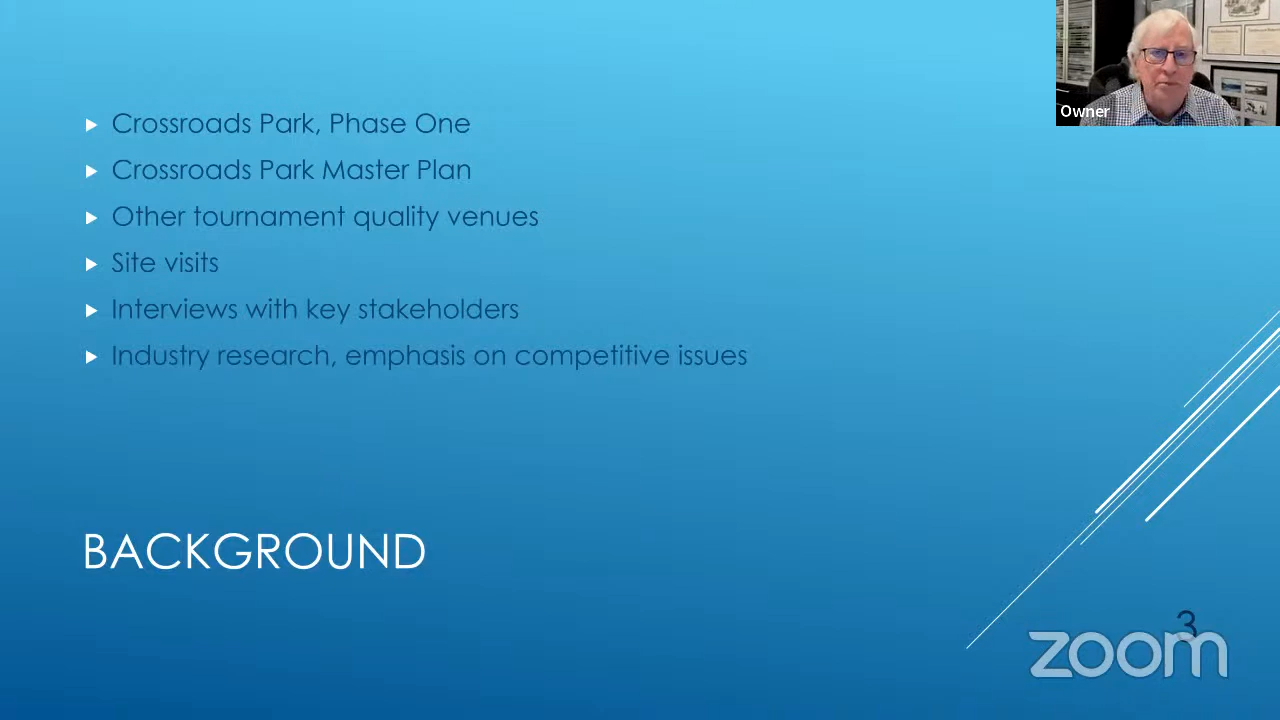 Crossroads Park, Phase One
Crossroads Park Master Plan
Other tournament quality venues
Site visits
Interviews with key stakeholders
Industry research, emphasis on competitive issues
BACKGROUND
3
zoom
Owner